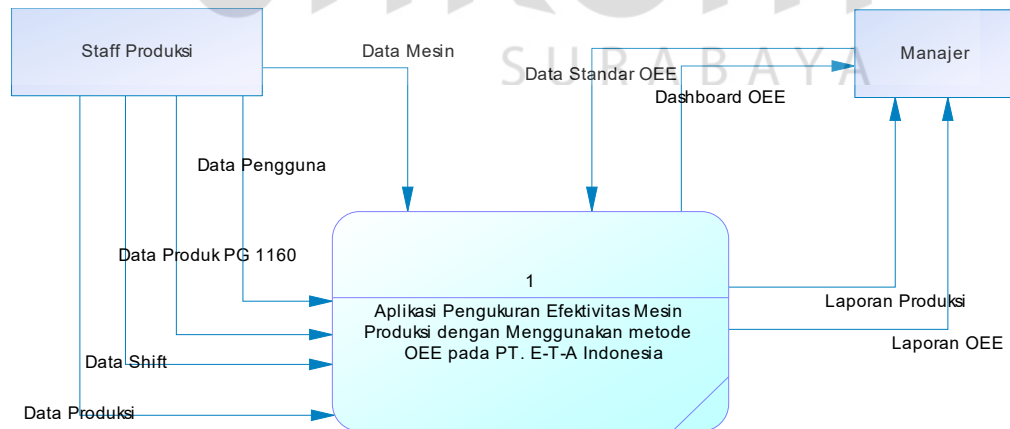 SURABAYA
Staff Produksi
Data Mesin
Data Standar OEE
Dashboard OEE
Manajer
Data Pengguna
Data Produk PG 1160
Data Shift
Data Produksi
1
Aplikasi Pengukuran Efektivitas Mesin
Produksi dengan Menggunakan metode
OEE pada PT. E-T-A Indonesia
Laporan Produksi
Laporan OEE